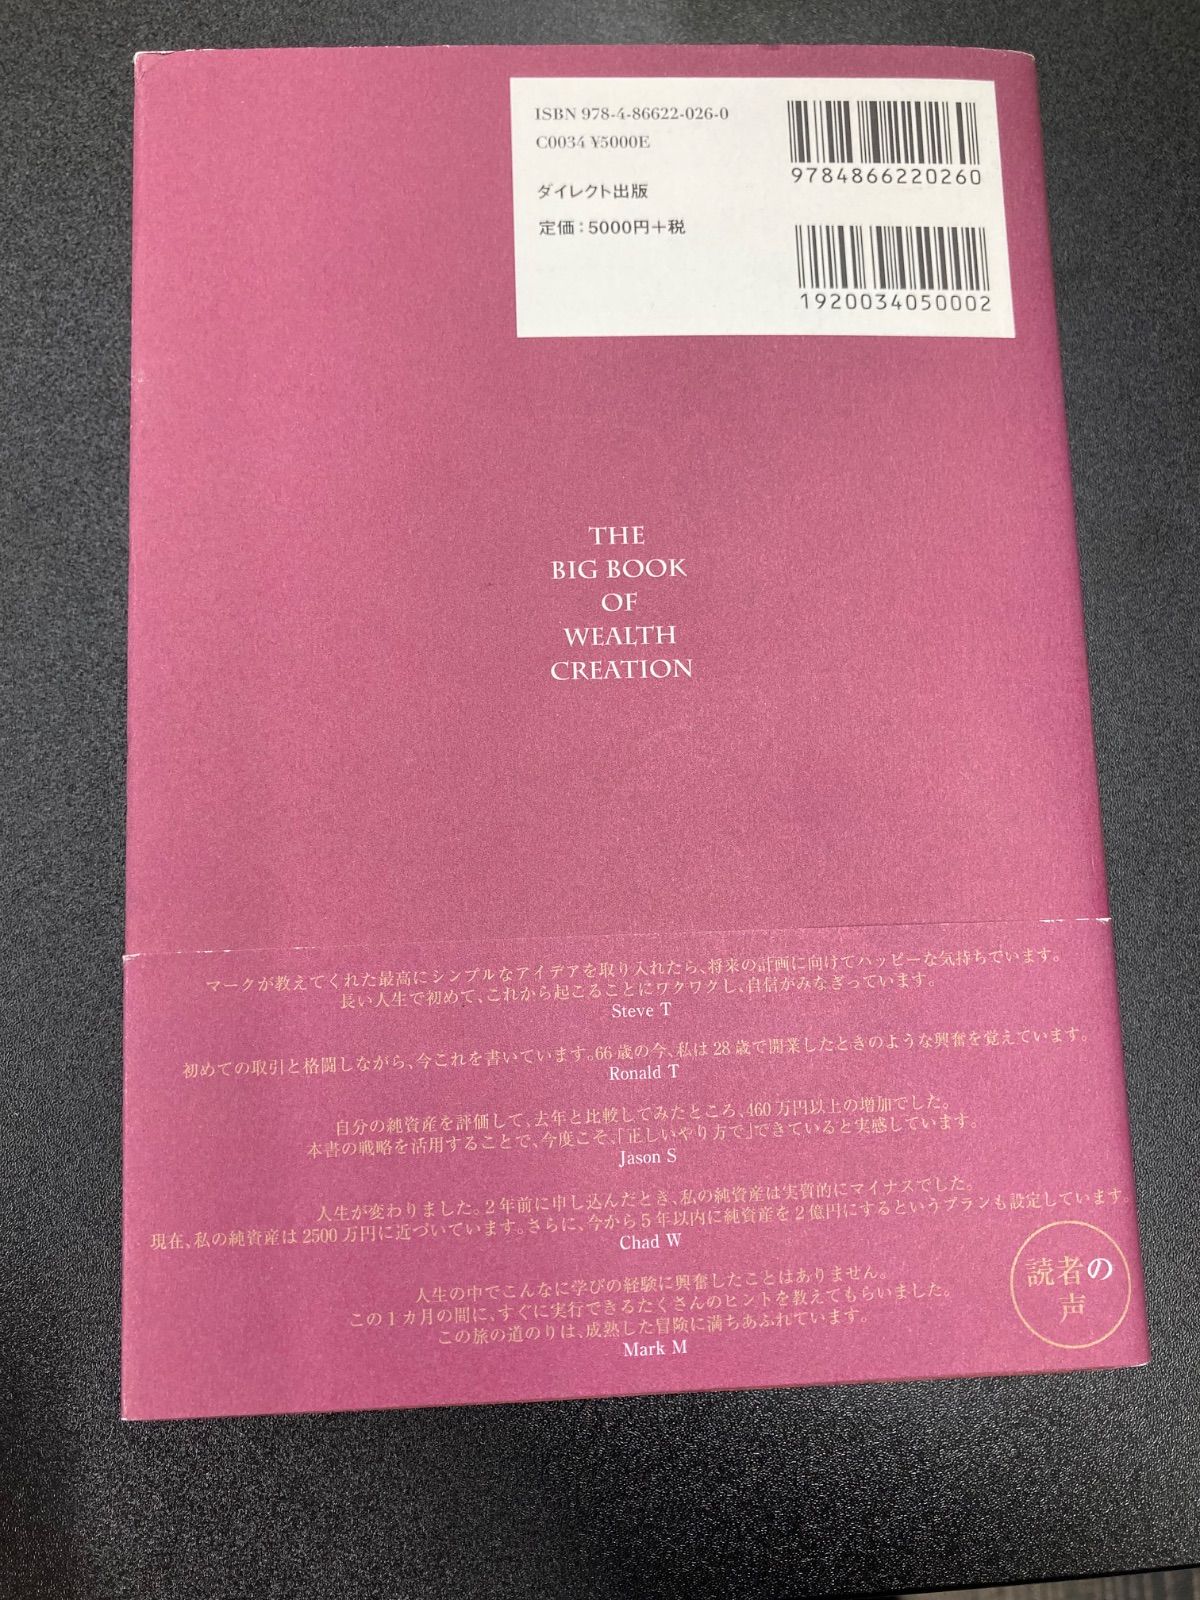 ISBN 978-4-86622-026-0
C0034 ¥5000E
ダイレクト出版
定価：5000円＋税
9784866220260
1920034050002
THE
BIG BOOK
OF
WEALTH
CREATION
マークが教えてくれた最高にシンプルなアイデアを取り入れたら、将来の計画に向けてハッピーな気持ちでいます。
長い人生で初めて、これから起こることにワクワクし、自信がみなぎっています。
Steve T
初めての取引と格闘しながら、今これを書いています。66歳の今、私は28歳で開業したときのような興奮を覚えています。
Ronald T
自分の純資産を評価して、去年と比較してみたところ、460万円以上の増加でした。
本書の戦略を活用することで、今度こそ、「正しいやり方で」できていると実感しています。
Jason S
人生が変わりました。2年前に申し込んだとき、私の純資産は実質的にマイナスでした。
現在、私の純資産は2500万円に近づいています。さらに、今から5年以内に純資産を2億円にするというプランも設定しています。
Chad W
人生の中でこんなに学びの経験に興奮したことはありません。
この1カ月の間に、すぐに実行できるたくさんのヒントを教えてもらいました。
この旅の道のりは、成熟した冒険に満ちあふれています。
Mark M
読者の
声